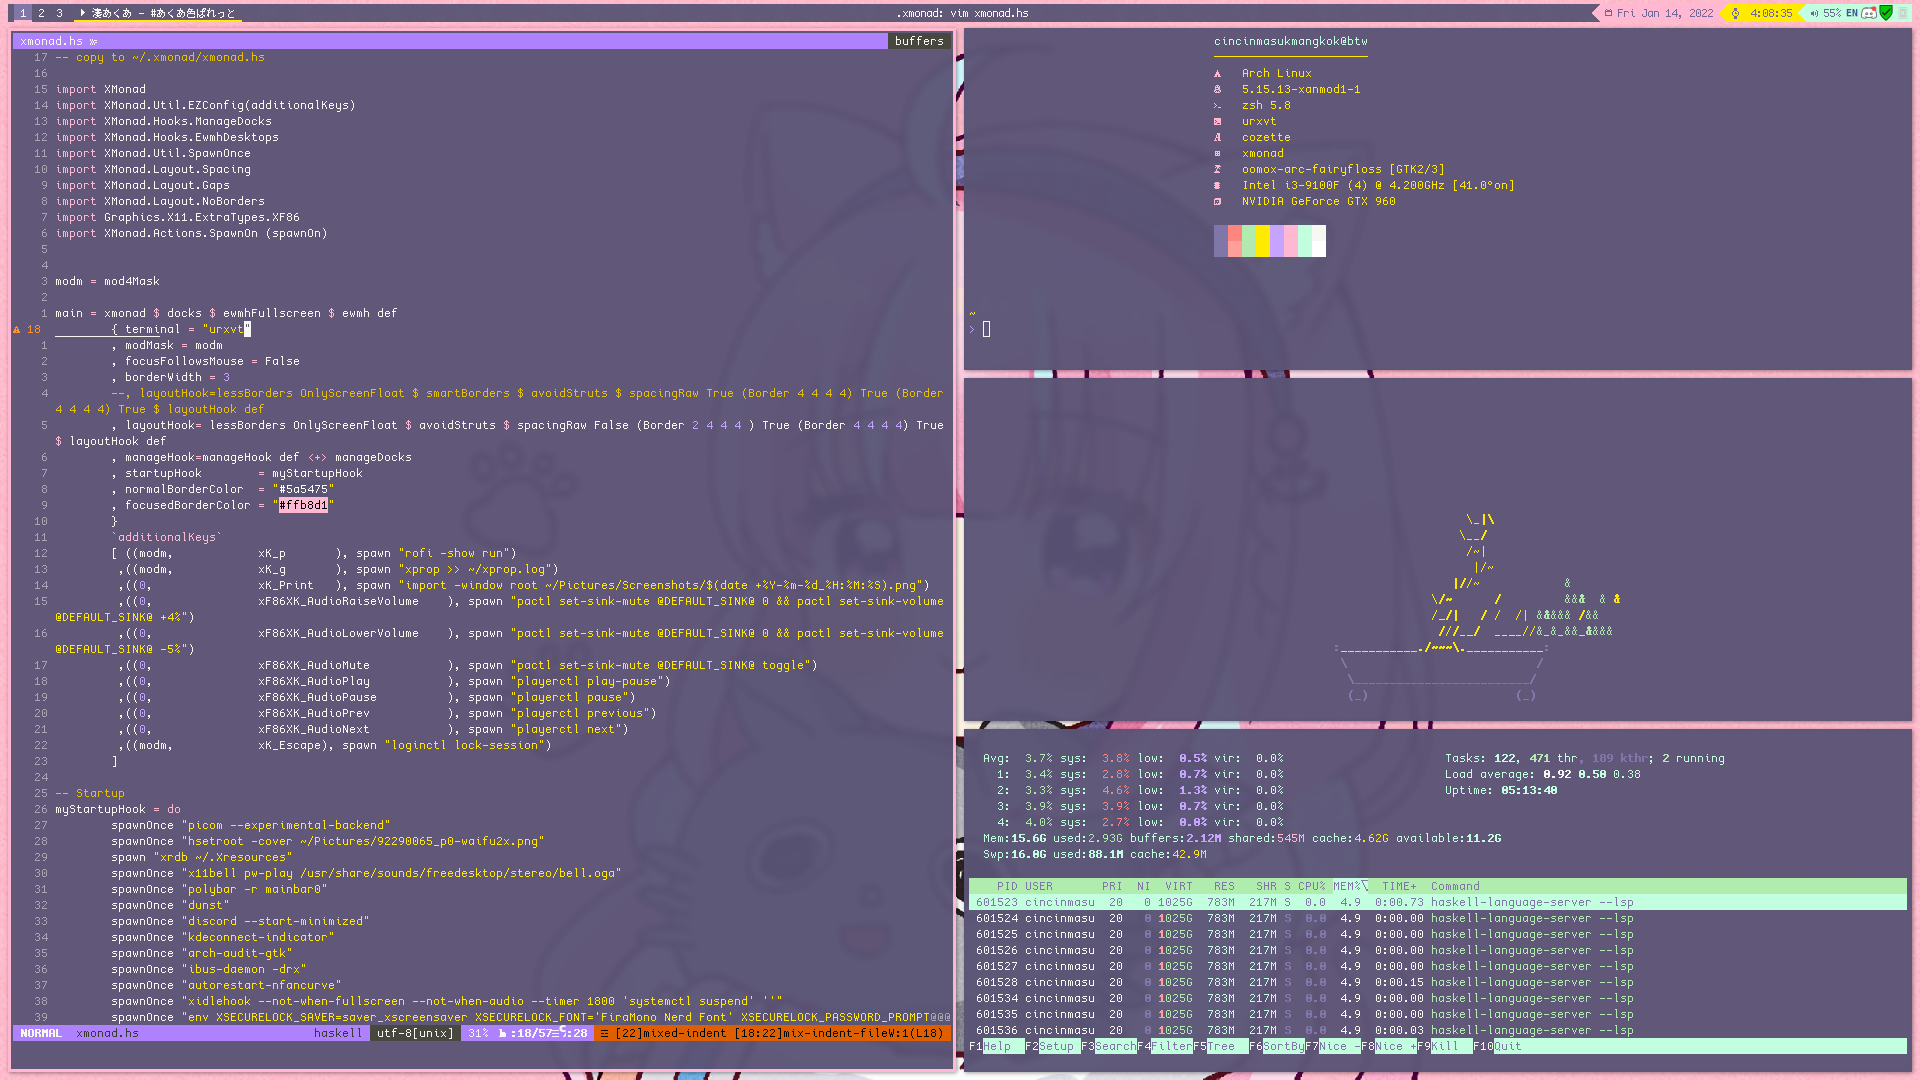 1 2 3 湊あくあ - #あくあ色ぱれっと
.xmonad: vim xmonad.hs
Fri Jan 14, 2022 4:08:35 55% EN
xmonad.hs buffers
17 -- copy to ~/.xmonad/xmonad.hs
16
15 import XMonad
14 import XMonad.Util.EZConfig(additionalKeys)
13 import XMonad.Hooks.ManageDocks
12 import XMonad.Hooks.EwmhDesktops
11 import XMonad.Util.SpawnOnce
10 import XMonad.Layout.Spacing
9 import XMonad.Layout.Gaps
8 import XMonad.Layout.NoBorders
7 import Graphics.X11.ExtraTypes.XF86
6 import XMonad.Actions.SpawnOn (spawnOn)
5
4
3 modm = mod4Mask
2
1 main = xmonad $ docks $ ewmhFullscreen $ ewmh def
18 { terminal = "urxvt"
1 , modMask = modm
2 , focusFollowsMouse = False
3 , borderWidth = 3
4 --, layoutHook=lessBorders OnlyScreenFloat $ smartBorders $ avoidStruts $ spacingRaw True (Border 4 4 4 4) True (Border
4 4 4 4) True $ layoutHook def
5 , layoutHook= lessBorders OnlyScreenFloat $ avoidStruts $ spacingRaw False (Border 2 4 4 4 ) True (Border 4 4 4 4) True
$ layoutHook def
6 , manageHook=manageHook def <+> manageDocks
7 , startupHook = myStartupHook
8 , normalBorderColor = "#5a5475"
9 , focusedBorderColor = "#ffb8d1"
10 }
11 `additionalKeys`
12 [ ((modm, xK_p ), spawn "rofi -show run")
13 ,((modm, xK_g ), spawn "xprop >> ~/xprop.log")
14 ,((0, xK_Print ), spawn "import -window root ~/Pictures/Screenshots/$(date +%Y-%m-%d_%H:%M:%S).png")
15 ,((0, xF86XK_AudioRaiseVolume ), spawn "pactl set-sink-mute @DEFAULT_SINK@ 0 && pactl set-sink-volume
@DEFAULT_SINK@ +4%")
16 ,((0, xF86XK_AudioLowerVolume ), spawn "pactl set-sink-mute @DEFAULT_SINK@ 0 && pactl set-sink-volume
@DEFAULT_SINK@ -5%")
17 ,((0, xF86XK_AudioMute ), spawn "pactl set-sink-mute @DEFAULT_SINK@ toggle")
18 ,((0, xF86XK_AudioPlay ), spawn "playerctl play-pause")
19 ,((0, xF86XK_AudioPause ), spawn "playerctl pause")
20 ,((0, xF86XK_AudioPrev ), spawn "playerctl previous")
21 ,((0, xF86XK_AudioNext ), spawn "playerctl next")
22 ,((modm, xK_Escape), spawn "loginctl lock-session")
23 ]
24
25 -- Startup
26 myStartupHook = do
27 spawnOnce "picom --experimental-backend"
28 spawnOnce "hsetroot -cover ~/Pictures/92290065_p0-waifu2x.png"
29 spawn "xrdb ~/.Xresources"
30 spawnOnce "x11bell pw-play /usr/share/sounds/freedesktop/stereo/bell.oga"
31 spawnOnce "polybar -r mainbar0"
32 spawnOnce "dunst"
33 spawnOnce "discord --start-minimized"
34 spawnOnce "kdeconnect-indicator"
35 spawnOnce "arch-audit-gtk"
36 spawnOnce "ibus-daemon -drx"
37 spawnOnce "autorestart-nfancurve"
38 spawnOnce "xidlehook --not-when-fullscreen --not-when-audio --timer 1800 'systemctl suspend' ''"
39 spawnOnce "env XSECURELOCK_SAVER=saver_xscreensaver XSECURELOCK_FONT='FiraMono Nerd Font' XSECURELOCK_PASSWORD_PROMPT@@@
NORMAL xmonad.hs haskell utf-8[unix] 31% :18/57 :28 [22]mixed-indent [18:22]mix-indent-fileW:1(L18)
cincinmasukmangkok@btw
Arch Linux
5.15.13-xanmod1-1
zsh 5.8
urxvt
cozette
xmonad
oomox-arc-fairyfloss [GTK2/3]
Intel i3-9100F (4) @ 4.200GHz [41.0°on]
NVIDIA GeForce GTX 960
~
>
\_|\
\__/
/~|
|/~
|//~ &
\/~ / &&& & &
/_/| / / /| &&&&& /&&
///__/ ____//&_&_&&_&&&&
:___________./~~~\.___________:
\ /
\_________________________/
(_) (_)
Avg: 3.7% sys: 3.8% low: 0.5% vir: 0.0%
1: 3.4% sys: 2.8% low: 0.7% vir: 0.0%
2: 3.3% sys: 4.6% low: 1.3% vir: 0.0%
3: 3.9% sys: 3.9% low: 0.7% vir: 0.0%
4: 4.0% sys: 2.7% low: 0.0% vir: 0.0%
Mem:15.6G used:2.93G buffers:2.12M shared:545M cache:4.62G available:11.2G
Swp:16.0G used:88.1M cache:42.9M
Tasks: 122, 471 thr, 189 kthr; 2 running
Load average: 0.92 0.50 0.38
Uptime: 05:13:40
PID USER PRI NI VIRT RES SHR S CPU% MEM% TIME+ Command
601523 cincinmasu 20 0 1025G 783M 217M S 0.0 4.9 0:00.73 haskell-language-server --lsp
601524 cincinmasu 20 0 1025G 783M 217M S 0.0 4.9 0:00.00 haskell-language-server --lsp
601525 cincinmasu 20 0 1025G 783M 217M S 0.0 4.9 0:00.00 haskell-language-server --lsp
601526 cincinmasu 20 0 1025G 783M 217M S 0.0 4.9 0:00.00 haskell-language-server --lsp
601527 cincinmasu 20 0 1025G 783M 217M S 0.0 4.9 0:00.00 haskell-language-server --lsp
601528 cincinmasu 20 0 1025G 783M 217M S 0.0 4.9 0:00.15 haskell-language-server --lsp
601534 cincinmasu 20 0 1025G 783M 217M S 0.0 4.9 0:00.00 haskell-language-server --lsp
601535 cincinmasu 20 0 1025G 783M 217M S 0.0 4.9 0:00.00 haskell-language-server --lsp
601536 cincinmasu 20 0 1025G 783M 217M S 0.0 4.9 0:00.03 haskell-language-server --lsp
F1Help F2Setup F3SearchF4FilterF5Tree F6SortByF7Nice -F8Nice +F9Kill F10Quit